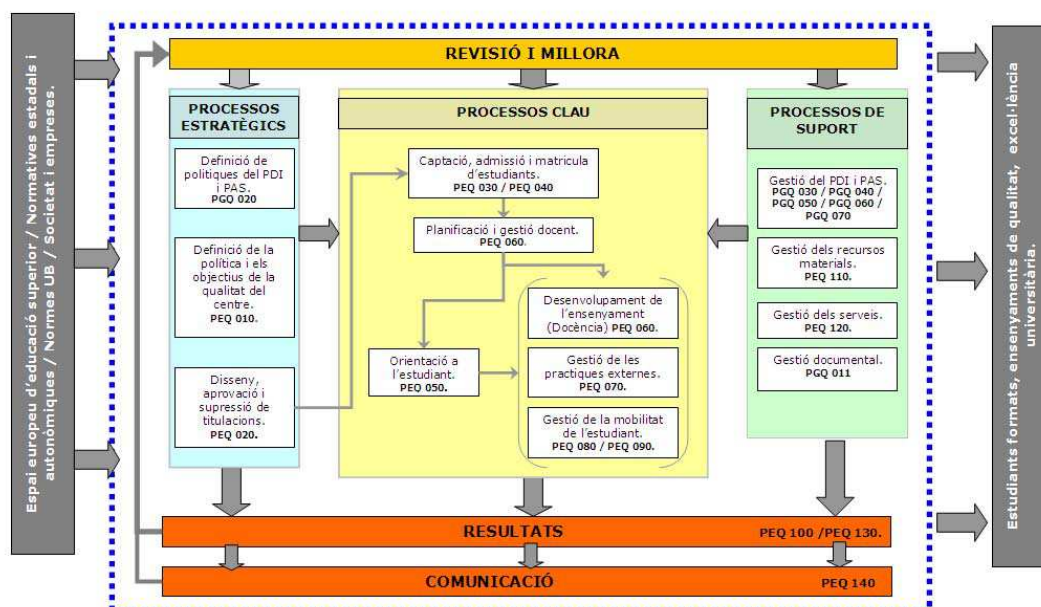 Espai europeu d'educació superior / Normatives estadals i
autonòmiques / Normes UB / Societat i empreses.
REVISIÓ I MILLORA
PROCESSOS
ESTRATÈGICS
Definició de
politiques del PDI
i PAS.
PGQ 020
Definició de la
política i els
objectius de la
qualitat del
centre.
PEQ 010.
Disseny,
aprovació i
supressió de
titulacions.
PEQ 020.
PROCESSOS CLAU
Captació, admissió i matricula
d'estudiants.
PEQ 030 / PEQ 040
Planificació i gestió docent.
PEQ 060.
Desenvolupament de
l'ensenyament
(Docència) PEQ 060.
Orientació a
l'estudiant.
PEQ 050.
Gestió de les
practiques externes.
PEQ 070.
Gestió de la mobilitat
de l'estudiant.
PEQ 080 / PEQ 090.
PROCESSOS DE
SUPORT
Gestió del PDI i PAS.
PGQ 030 / PGQ 040 /
PGQ 050 / PGQ 060 /
PGQ 070
Gestió dels recursos
materials.
PEQ 110.
Gestió dels serveis.
PEQ 120.
Gestió documental.
PGQ 011
RESULTATS
PEQ 100 /PEQ 130.
COMUNICACIÓ
PEQ 140
Estudiants formats, ensenyaments de qualitat, excel·lència
universitària.